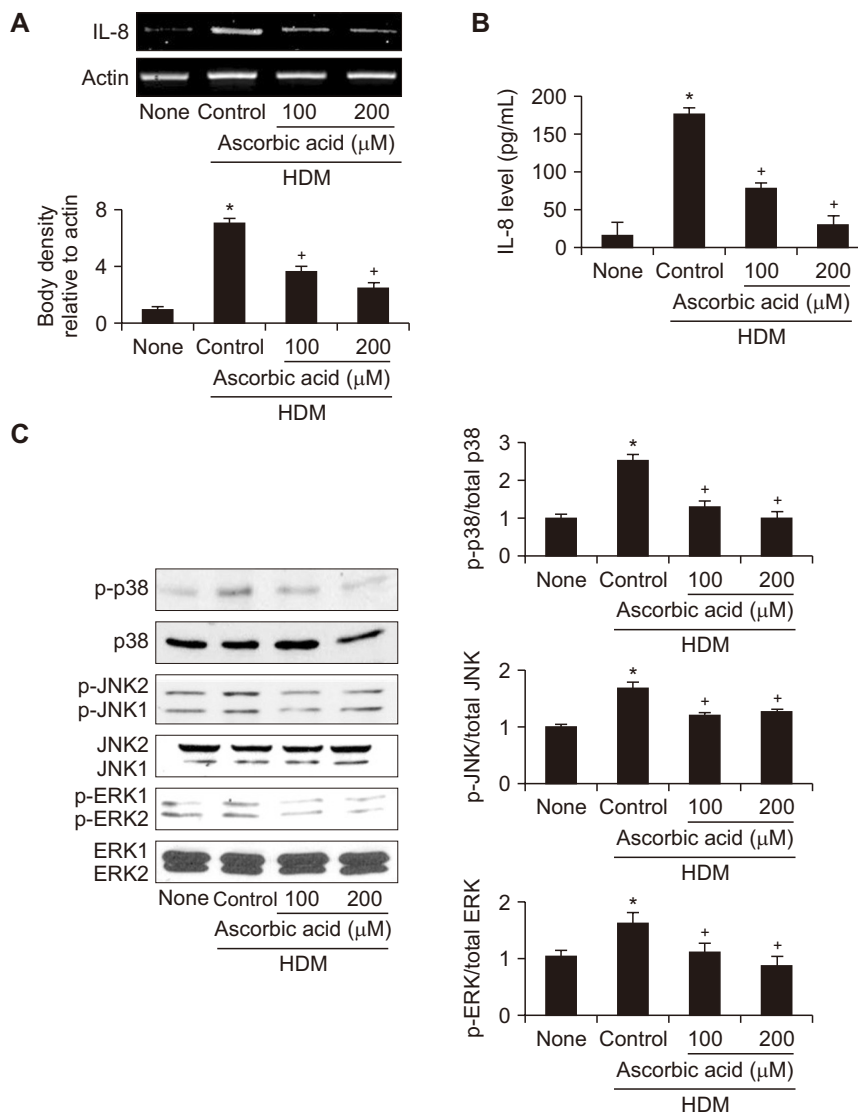 A
IL-8
Actin
None Control 100 200
Ascorbic acid (μM)
HDM
Body density
relative to actin
8
4
0
*
+
+
None Control 100 200
Ascorbic acid (μM)
HDM
B
IL-8 level (pg/mL)
200
150
100
50
0
*
+
+
None Control 100 200
Ascorbic acid (μM)
HDM
C
p-p38
p38
p-JNK2
p-JNK1
JNK2
JNK1
p-ERK1
p-ERK2
ERK1
ERK2
None Control 100 200
Ascorbic acid (μM)
HDM
p-p38/total p38
3
2
1
0
*
+
+
None Control 100 200
Ascorbic acid (μM)
HDM
p-JNK/total JNK
2
1
0
*
+
+
None Control 100 200
Ascorbic acid (μM)
HDM
p-ERK/total ERK
2
1
0
*
+
+
None Control 100 200
Ascorbic acid (μM)
HDM